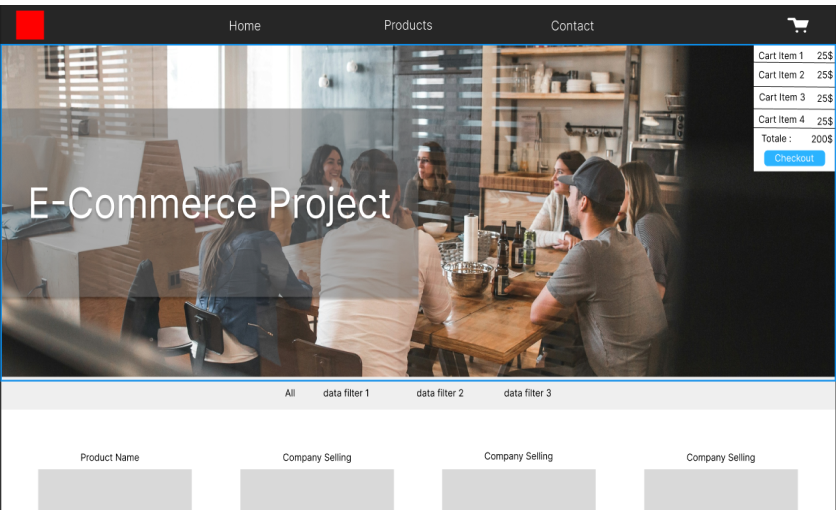 Home Products Contact
Cart Item 1 25$
Cart Item 2 25$
Cart Item 3 25$
Cart Item 4 25$
Totale : 200$
Checkout
E-Commerce Project
All data filter 1 data filter 2 data filter 3
Product Name Company Selling Company Selling Company Selling